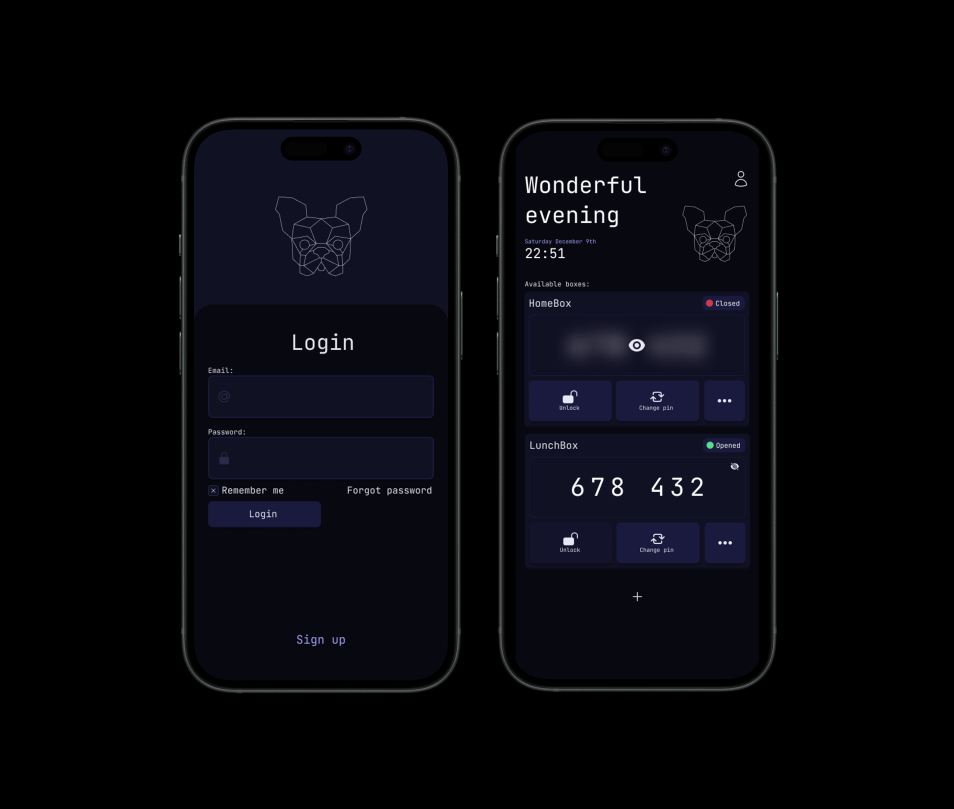 Login
Email:
Password:
Remember me
Forgot password
Login
Sign up
Wonderful
evening
Saturday December 9th
22:51
Available boxes:
HomeBox
Closed
Unlock
Change pin
LunchBox
Opened
678 432
Unlock
Change pin